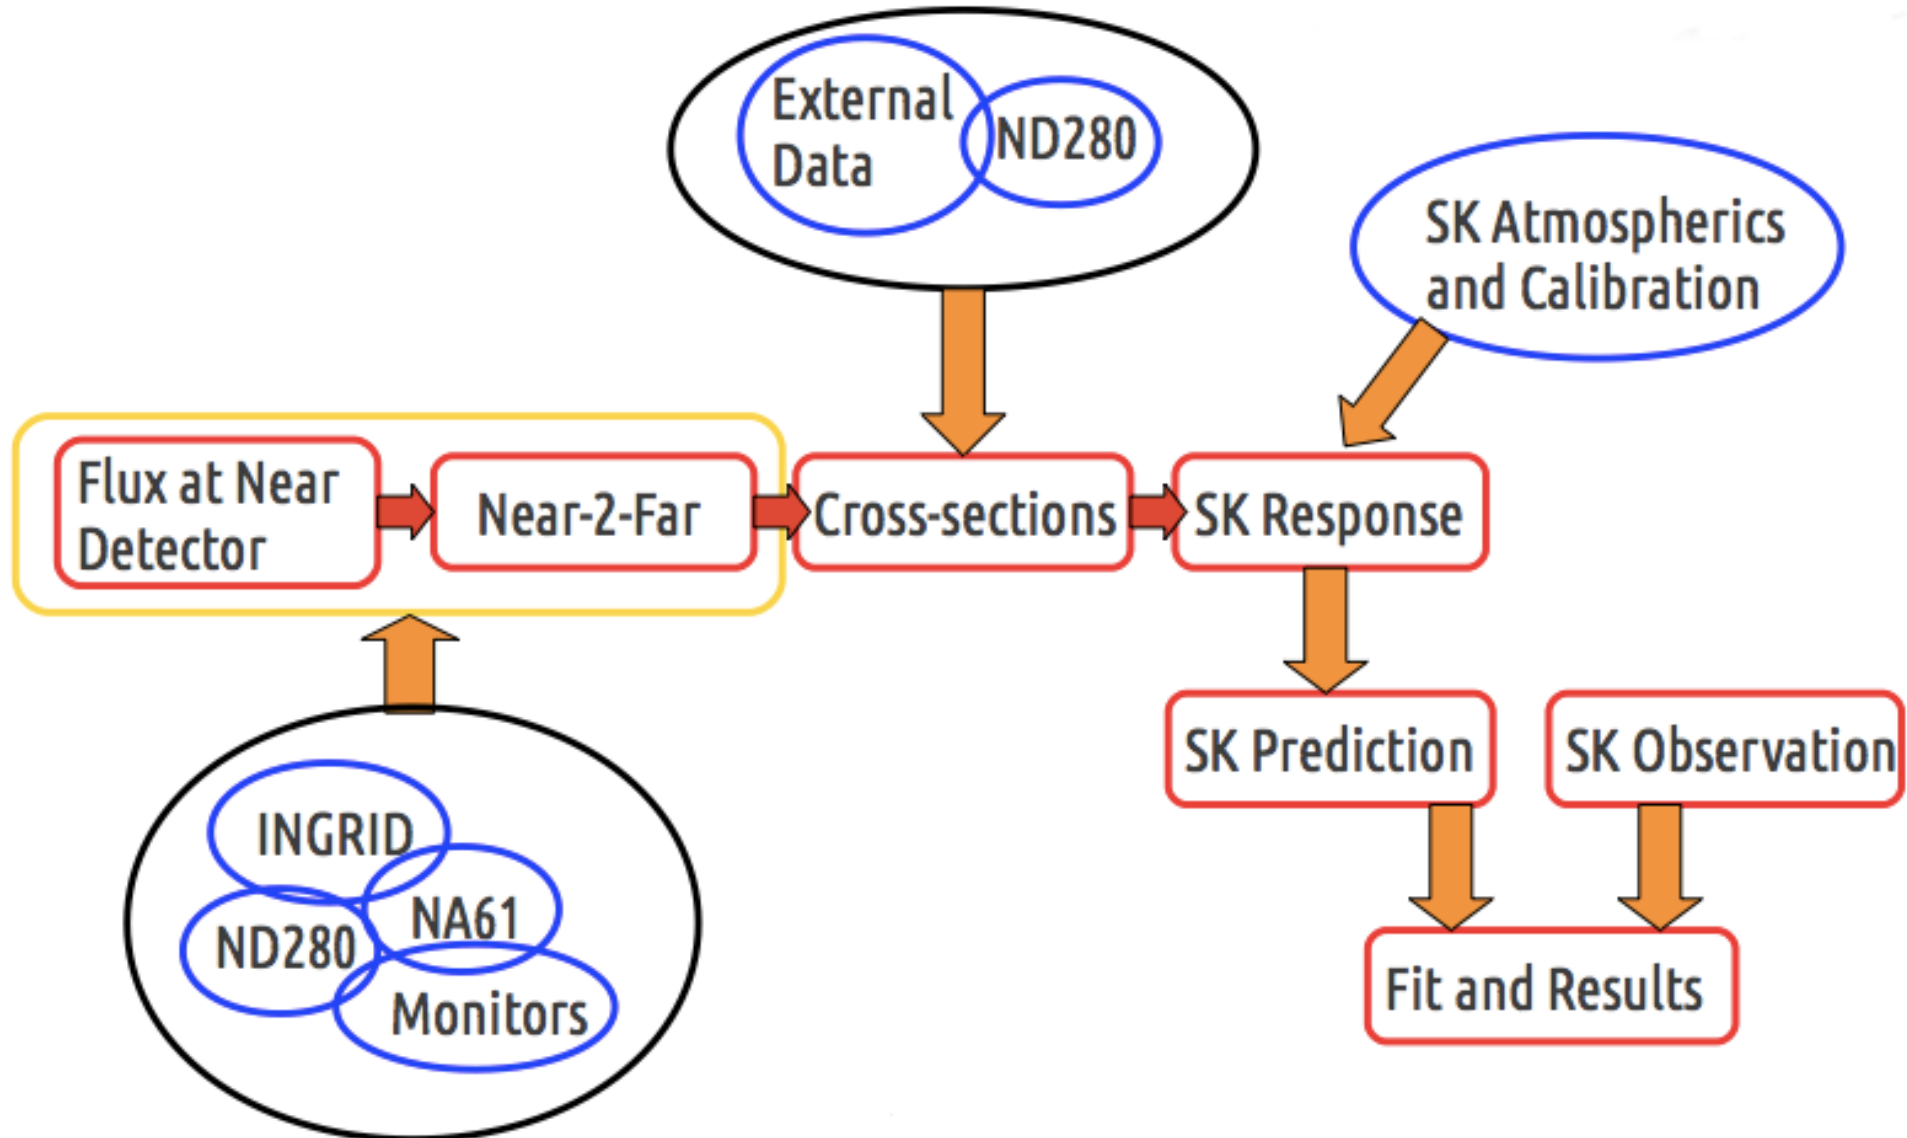 External
Data
ND280
SK Atmospherics
and Calibration
Flux at Near
Detector
Near-2-Far
Cross-sections
SK Response
SK Prediction
SK Observation
INGRID
NA61
ND280
Monitors
Fit and Results